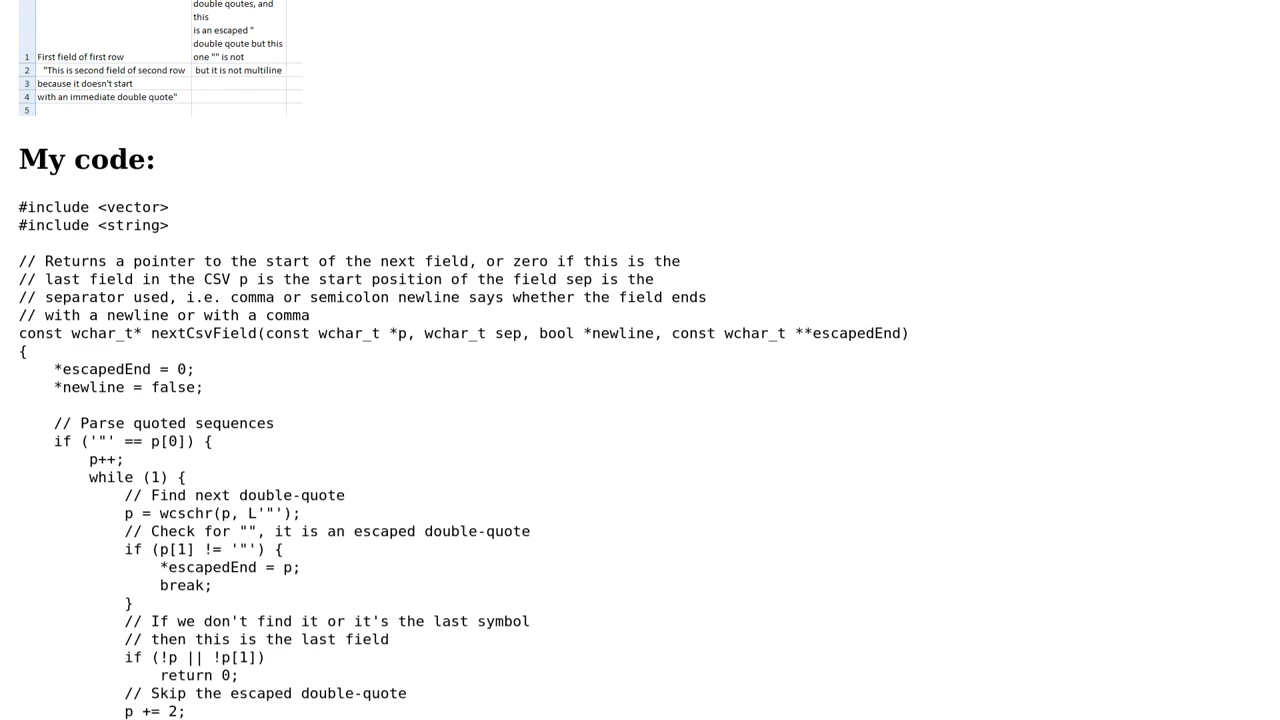 double qoutes, and
this
is an escaped "
double qoute but this
1 First field of first row one "" is not
2 "This is second field of second row but it is not multiline
3 because it doesn't start
4 with an immediate double quote"
5
My code:
#include <vector>
#include <string>
// Returns a pointer to the start of the next field, or zero if this is the
// last field in the CSV p is the start position of the field sep is the
// separator used, i.e. comma or semicolon newline says whether the field ends
// with a newline or with a comma
const wchar_t* nextCsvField(const wchar_t *p, wchar_t sep, bool *newline, const wchar_t **escapedEnd)
{
    *escapedEnd = 0;
    *newline = false;
    // Parse quoted sequences
    if ('"' == p[0]) {
        p++;
        while (1) {
            // Find next double-quote
            p = wcschr(p, L'"');
            // Check for "", it is an escaped double-quote
            if (p[1] != '"') {
                *escapedEnd = p;
                break;
            }
            // If we don't find it or it's the last symbol
            // then this is the last field
            if (!p || !p[1])
                return 0;
            // Skip the escaped double-quote
            p += 2;